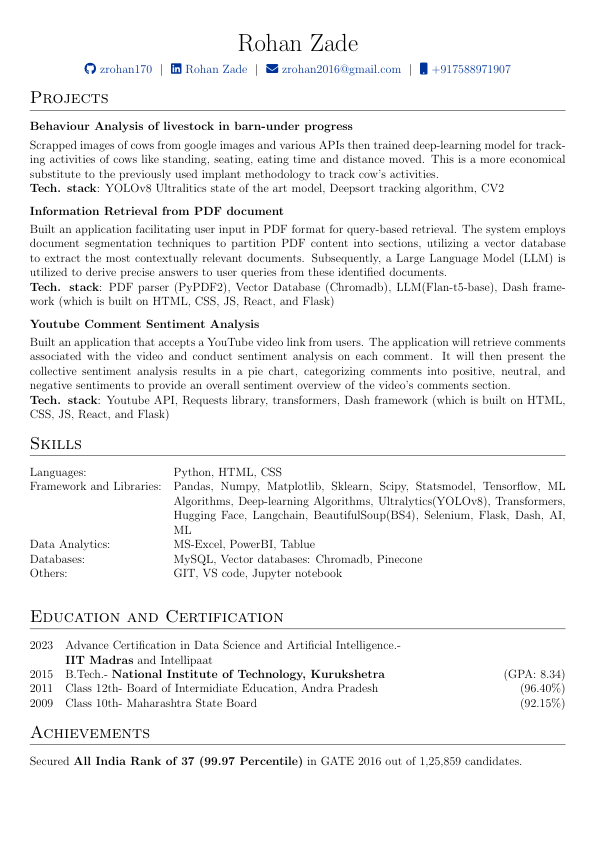 Rohan Zade
zrohan170 | Rohan Zade | zrohan2016@gmail.com | +917588971907
Projects
Behaviour Analysis of livestock in barn-under progress
Scrapped images of cows from google images and various APIs then trained deep-learning model for track-
ing activities of cows like standing, seating, eating time and distance moved. This is a more economical
substitute to the previously used implant methodology to track cow's activities.
Tech. stack: YOLOv8 Ultralitics state of the art model, Deepsort tracking algorithm, CV2
Information Retrieval from PDF document
Built an application facilitating user input in PDF format for query-based retrieval. The system employs
document segmentation techniques to partition PDF content into sections, utilizing a vector database
to extract the most contextually relevant documents. Subsequently, a Large Language Model (LLM) is
utilized to derive precise answers to user queries from these identified documents.
Tech. stack: PDF parser (PyPDF2), Vector Database (Chromadb), LLM(Flan-t5-base), Dash frame-
work (which is built on HTML, CSS, JS, React, and Flask)
Youtube Comment Sentiment Analysis
Built an application that accepts a YouTube video link from users. The application will retrieve comments
associated with the video and conduct sentiment analysis on each comment. It will then present the
collective sentiment analysis results in a pie chart, categorizing comments into positive, neutral, and
negative sentiments to provide an overall sentiment overview of the video's comments section.
Tech. stack: Youtube API, Requests library, transformers, Dash framework (which is built on HTML,
CSS, JS, React, and Flask)
Skills
Languages: Python, HTML, CSS
Framework and Libraries: Pandas, Numpy, Matplotlib, Sklearn, Scipy, Statsmodel, Tensorflow, ML
Algorithms, Deep-learning Algorithms, Ultralytics(YOLOv8), Transformers,
Hugging Face, Langchain, BeautifulSoup(BS4), Selenium, Flask, Dash, AI,
ML
Data Analytics: MS-Excel, PowerBI, Tablue
Databases: MySQL, Vector databases: Chromadb, Pinecone
Others: GIT, VS code, Jupyter notebook
Education and Certification
2023 Advance Certification in Data Science and Artificial Intelligence.-
IIT Madras and Intellipaat
2015 B.Tech.- National Institute of Technology, Kurukshetra (GPA: 8.34)
2011 Class 12th- Board of Intermidiate Education, Andra Pradesh (96.40%)
2009 Class 10th- Maharashtra State Board (92.15%)
Achievements
Secured All India Rank of 37 (99.97 Percentile) in GATE 2016 out of 1,25,859 candidates.